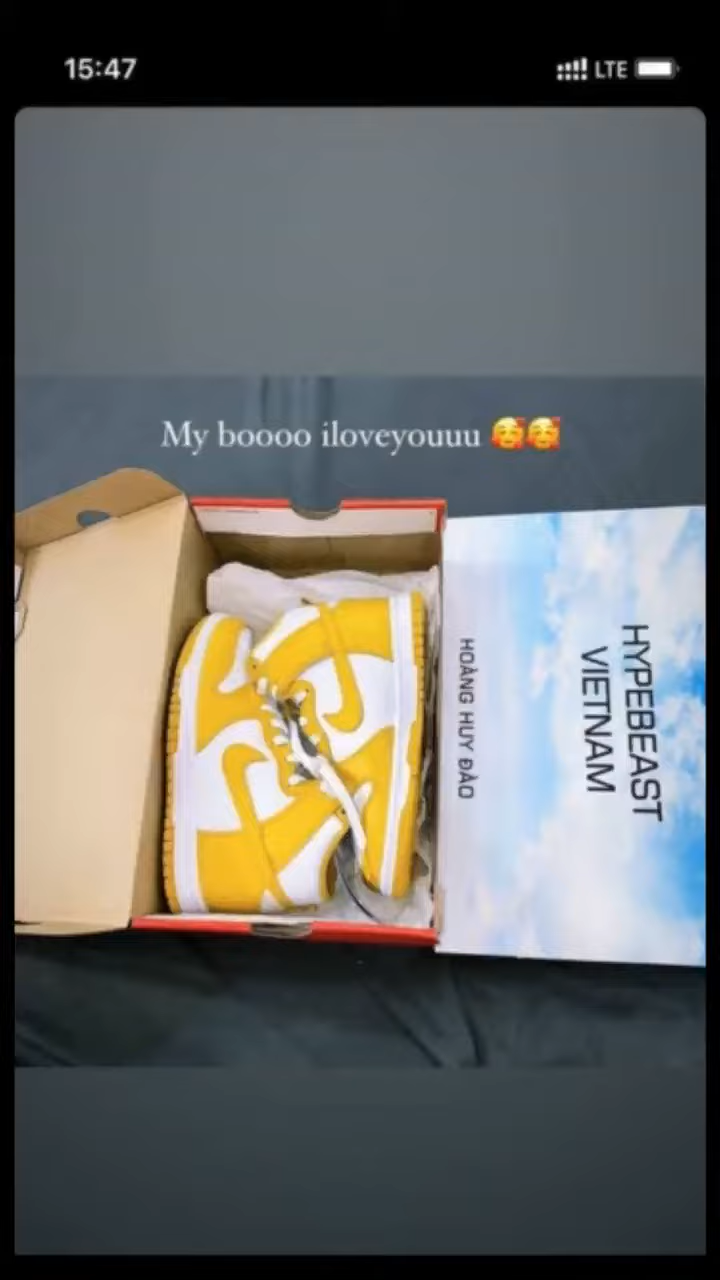 15:47
LTE
My boooo iloveyouuu 🥰🥰
HYPEBEAST
VIETNAM
HOÀNG HUY ĐÀO